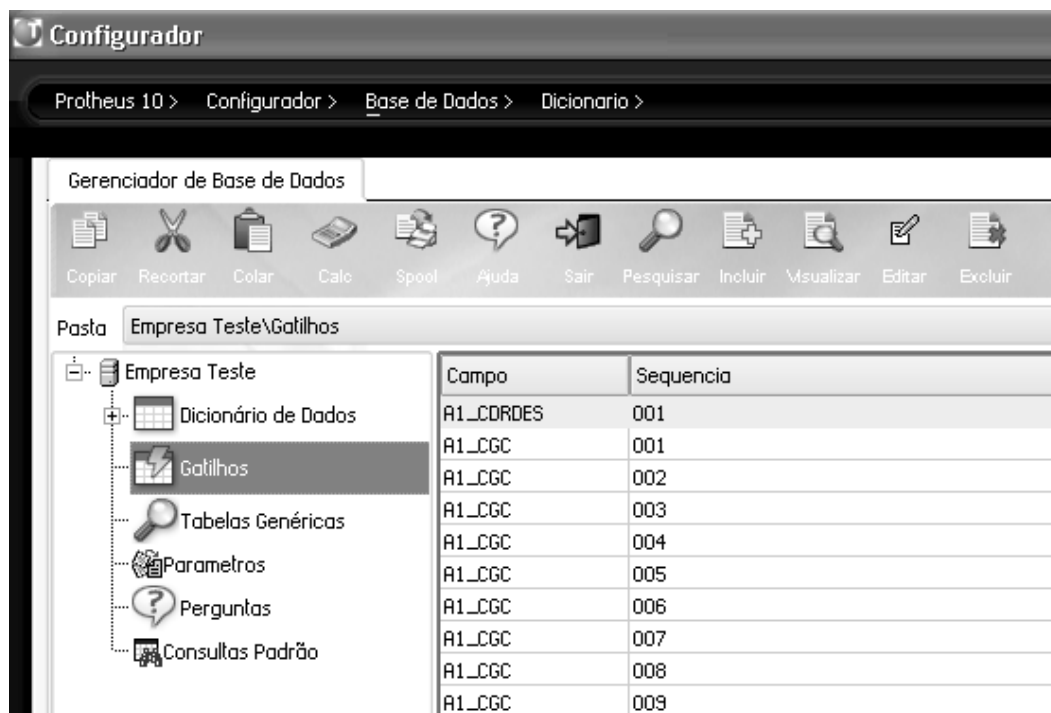 Configurador
Protheus 10 > Configurador > Base de Dados > Dicionario >
Gerenciador de Base de Dados
Copiar Recortar Colar Calc Spool Ajuda Sair Pesquisar Incluir Visualizar Editar Excluir
Pasta Empresa Teste\Gatilhos
Empresa Teste
Dicionário de Dados
Gatilhos
Tabelas Genéricas
Parametros
Perguntas
Consultas Padrão
Campo Sequencia
A1_CDRDES 001
A1_CGC 001
A1_CGC 002
A1_CGC 003
A1_CGC 004
A1_CGC 005
A1_CGC 006
A1_CGC 007
A1_CGC 008
A1_CGC 009